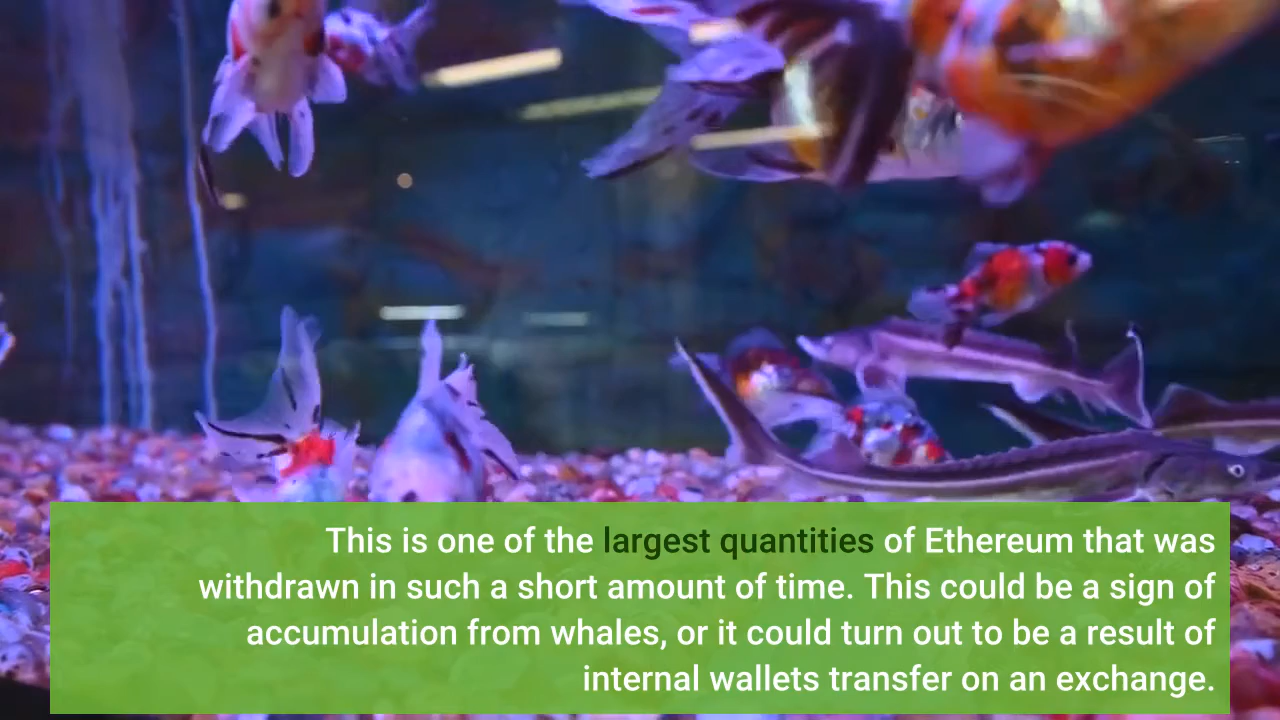 This is one of the largest quantities of Ethereum that was
withdrawn in such a short amount of time. This could be a sign of
accumulation from whales, or it could turn out to be a result of
internal wallets transfer on an exchange.